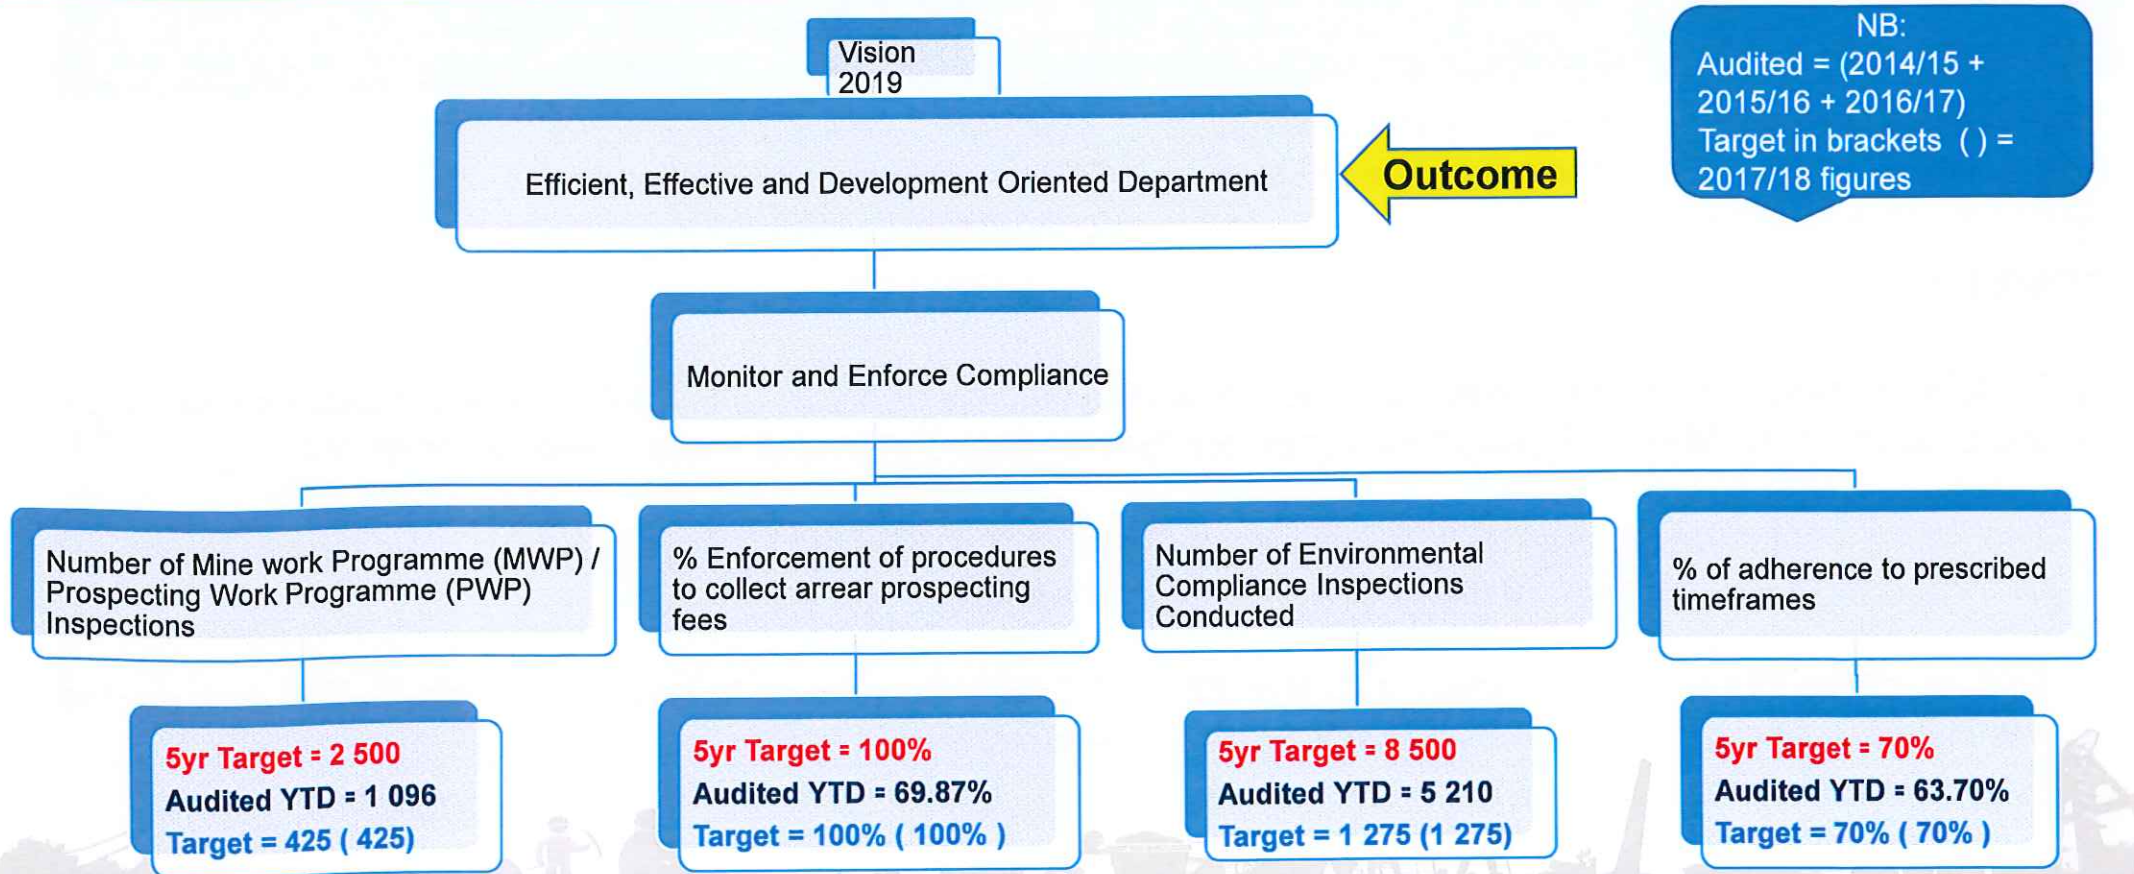 Vision
2019
NB:
Audited = (2014/15 +
2015/16 + 2016/17)
Target in brackets ( ) =
2017/18 figures
Efficient, Effective and Development Oriented Department
Outcome
Monitor and Enforce Compliance
Number of Mine work Programme (MWP) /
Prospecting Work Programme (PWP)
Inspections
% Enforcement of procedures
to collect arrear prospecting
fees
Number of Environmental
Compliance Inspections
Conducted
% of adherence to prescribed
timeframes
5yr Target = 2 500
Audited YTD = 1 096
Target = 425 ( 425)
5yr Target = 100%
Audited YTD = 69.87%
Target = 100% ( 100% )
5yr Target = 8 500
Audited YTD = 5 210
Target = 1 275 (1 275)
5yr Target = 70%
Audited YTD = 63.70%
Target = 70% ( 70% )